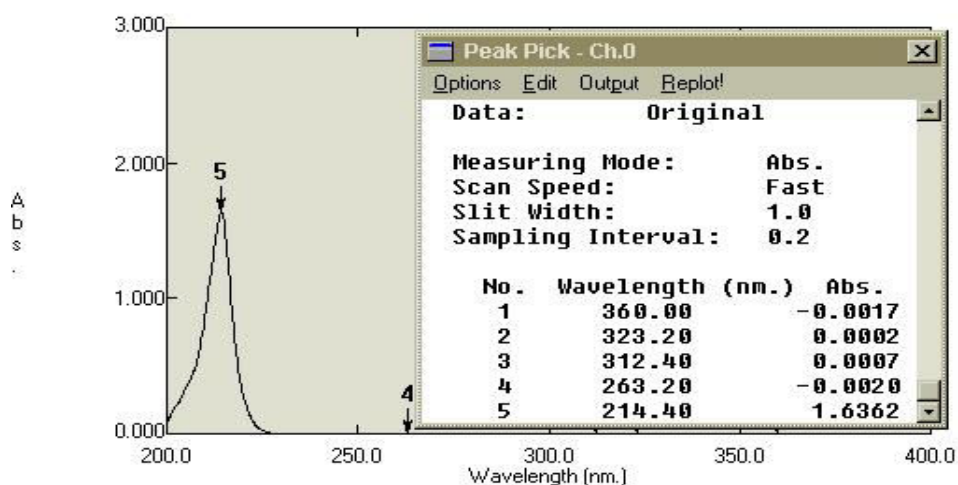 3.000
Peak Pick - Ch.0
Options Edit Output Replot!
Data: Original
Measuring Mode: Abs.
Scan Speed: Fast
Slit Width: 1.0
Sampling Interval: 0.2
No. Wavelength (nm.) Abs.
1 360.00 -0.0017
2 323.20 0.0002
3 312.40 0.0007
4 263.20 -0.0020
5 214.40 1.6362
2.000
5
Abs.
1.000
4
0.000
200.0 250.0 300.0 350.0 400.0
Wavelength (nm.)